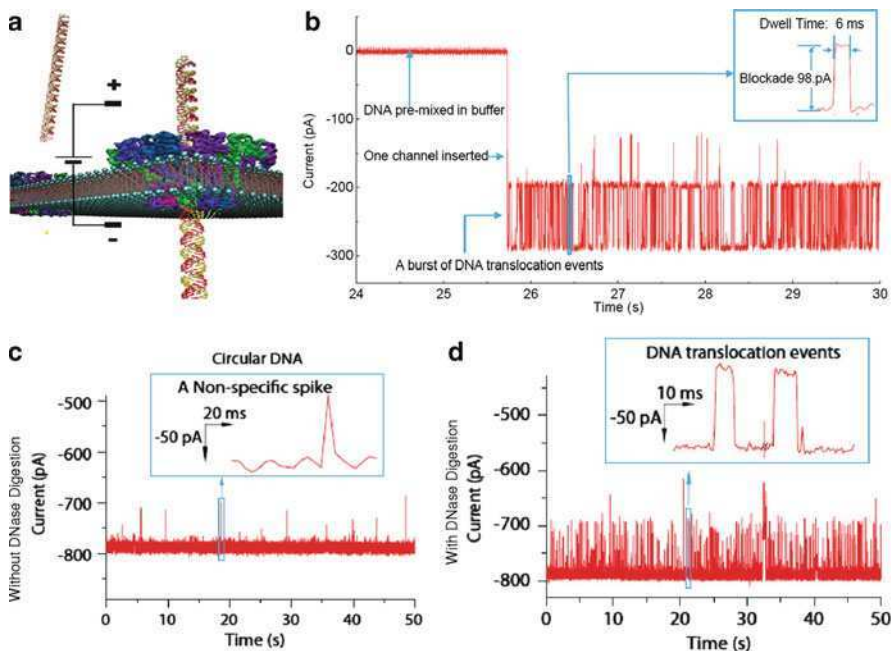 a
+
-
b
0
-100
-200
-300
Current (pA)
DNA pre-mixed in buffer
One channel inserted
A burst of DNA translocation events
Dwell Time: 6 ms
Blockade 98 pA
24
25
26
27
28
29
30
Time (s)
c
Circular DNA
A Non-specific spike
20 ms
-50 pA
-500
-600
-700
-800
Without DNase Digestion
Current (pA)
0
10
20
30
40
50
Time (s)
d
DNA translocation events
10 ms
-50 pA
-500
-600
-700
-800
With DNase Digestion
Current (pA)
0
10
20
30
40
50
Time (s)